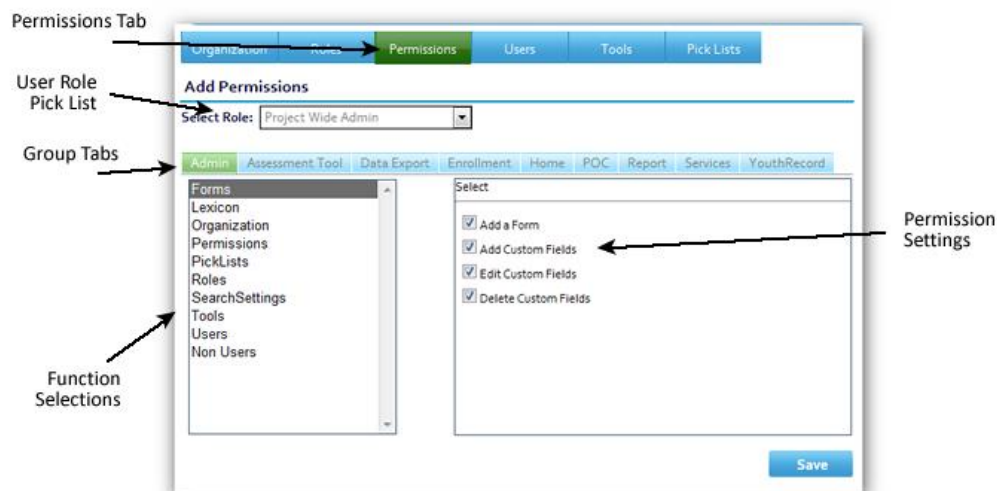 Permissions Tab
Organization Roles Permissions Users Tools Pick Lists
Add Permissions
User Role
Pick List
Select Role: Project Wide Admin
Group Tabs
Admin Assessment Tool Data Export Enrollment Home POC Report Services YouthRecord
Forms
Lexicon
Organization
Permissions
PickLists
Roles
SearchSettings
Tools
Users
Non Users
Select
Add a Form
Add Custom Fields
Edit Custom Fields
Delete Custom Fields
Permission
Settings
Function
Selections
Save